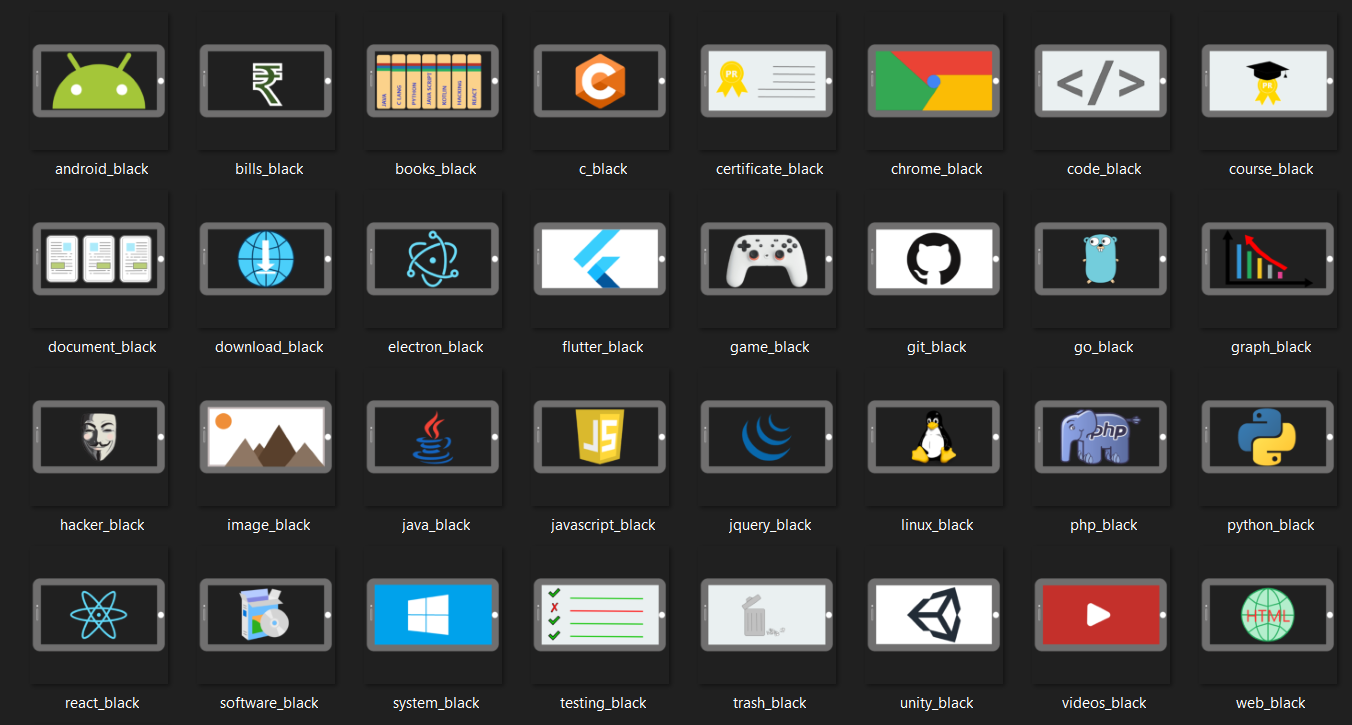 PR
JAVA
C LANG
PYTHON
JAVA SCRIPT
KOTLIN
HACKING
REACT
C
</>
PR
android_black
bills_black
books_black
c_black
certificate_black
chrome_black
code_black
course_black
document_black
download_black
electron_black
flutter_black
game_black
git_black
go_black
graph_black
JS
php
hacker_black
image_black
java_black
javascript_black
jquery_black
linux_black
php_black
python_black
HTML
react_black
software_black
system_black
testing_black
trash_black
unity_black
videos_black
web_black